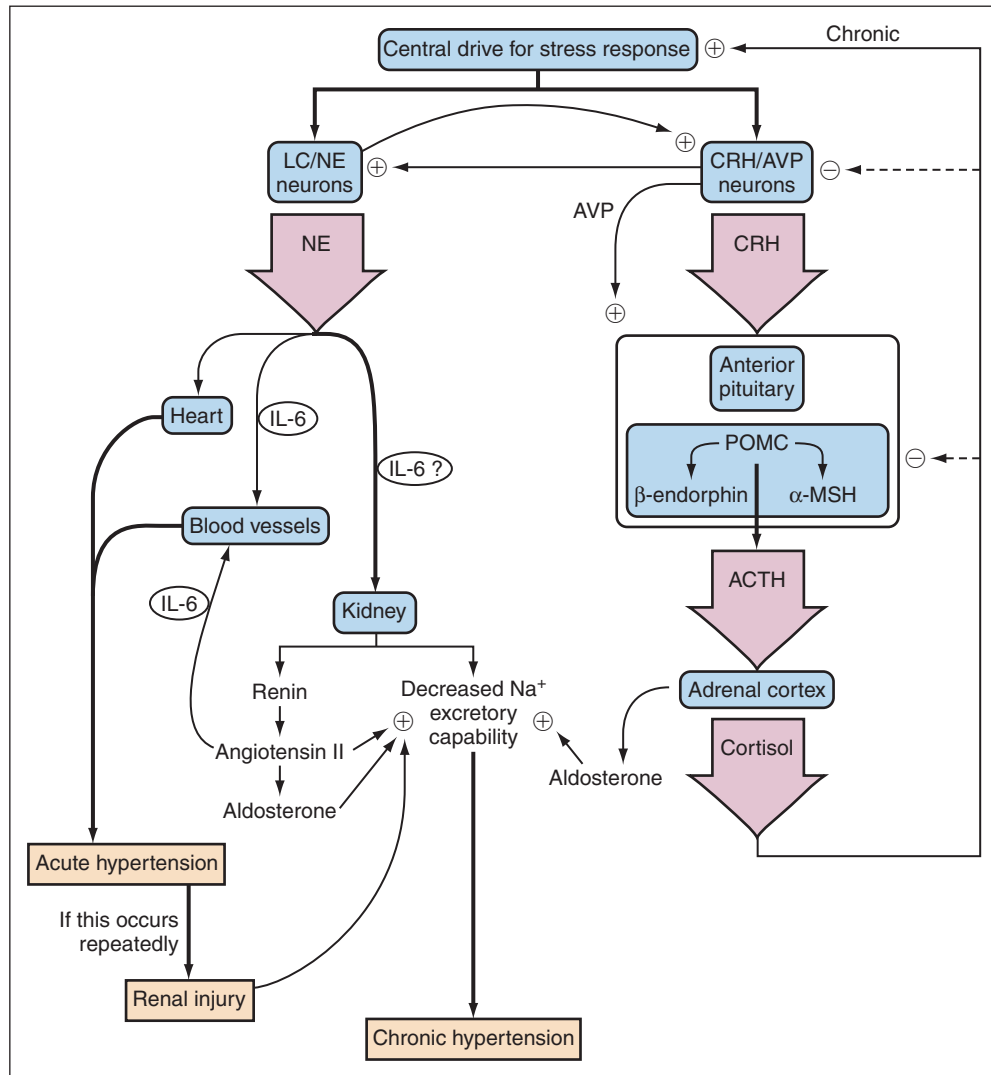 Central drive for stress response
⊕
Chronic
LC/NE
neurons
⊕
⊕
CRH/AVP
neurons
⊖
AVP
⊕
NE
CRH
Anterior
pituitary
POMC
β-endorphin
α-MSH
⊖
Heart
IL-6
IL-6 ?
Blood vessels
IL-6
Kidney
ACTH
Renin
Angiotensin II
Aldosterone
Decreased Na⁺
excretory
capability
⊕
⊕
Adrenal cortex
Aldosterone
Cortisol
Acute hypertension
If this occurs
repeatedly
Renal injury
Chronic hypertension